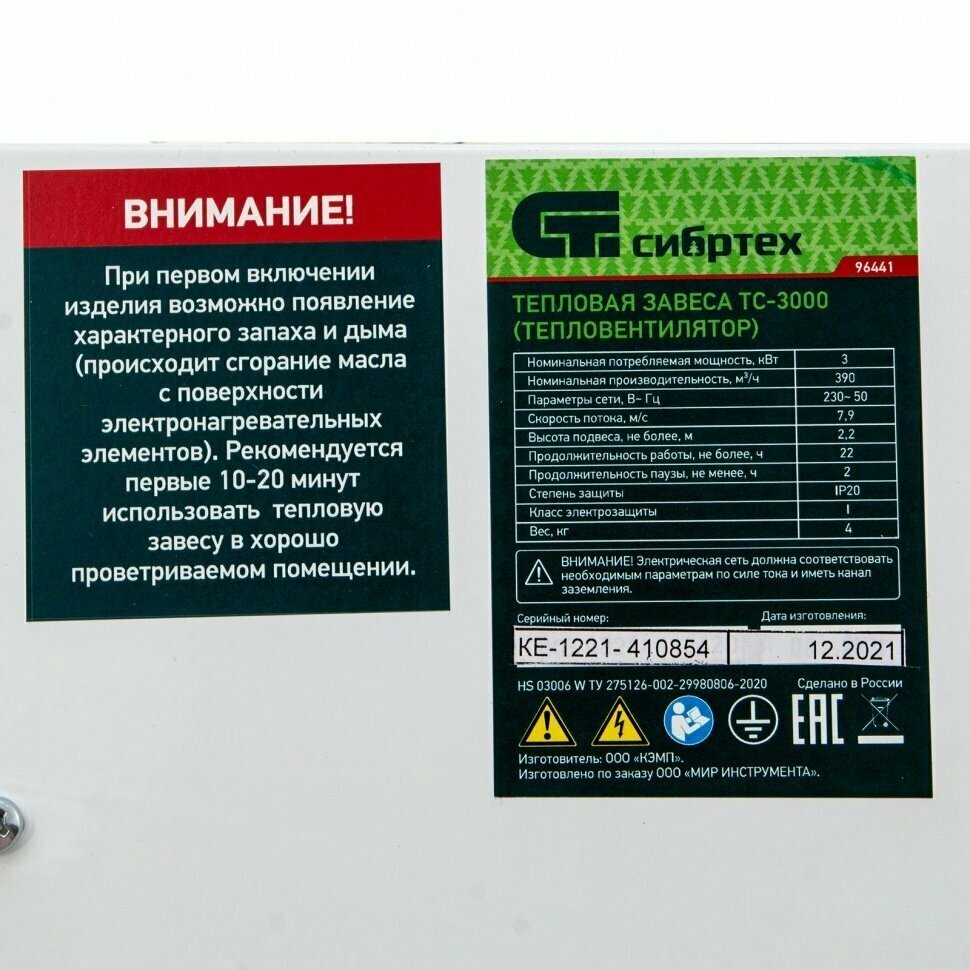 ВНИМАНИЕ!
При первом включении
изделия возможно появление
характерного запаха и дыма
(происходит сгорание масла
с поверхности
электронагревательных
элементов). Рекомендуется
первые 10-20 минут
использовать тепловую
завесу в хорошо
проветриваемом помещении.
сибртех
96441
ТЕПЛОВАЯ ЗАВЕСА ТС-3000
(ТЕПЛОВЕНТИЛЯТОР)
Номинальная потребляемая мощность, кВт 3
Номинальная производительность, м³/ч 390
Параметры сети, В~ Гц 230~ 50
Скорость потока, м/с 7,9
Высота подвеса, не более, м 2,2
Продолжительность работы, не более, ч 22
Продолжительность паузы, не менее, ч 2
Степень защиты IP20
Класс электрозащиты I
Вес, кг 4
ВНИМАНИЕ! Электрическая сеть должна соответствовать
необходимым параметрам по силе тока и иметь канал
заземления.
Серийный номер: Дата изготовления:
KE-1221- 410854 12.2021
HS 03006 W ТУ 275126-002-29980806-2020 Сделано в России
EAC
Изготовитель: ООО «КЭМП».
Изготовлено по заказу ООО «МИР ИНСТРУМЕНТА».